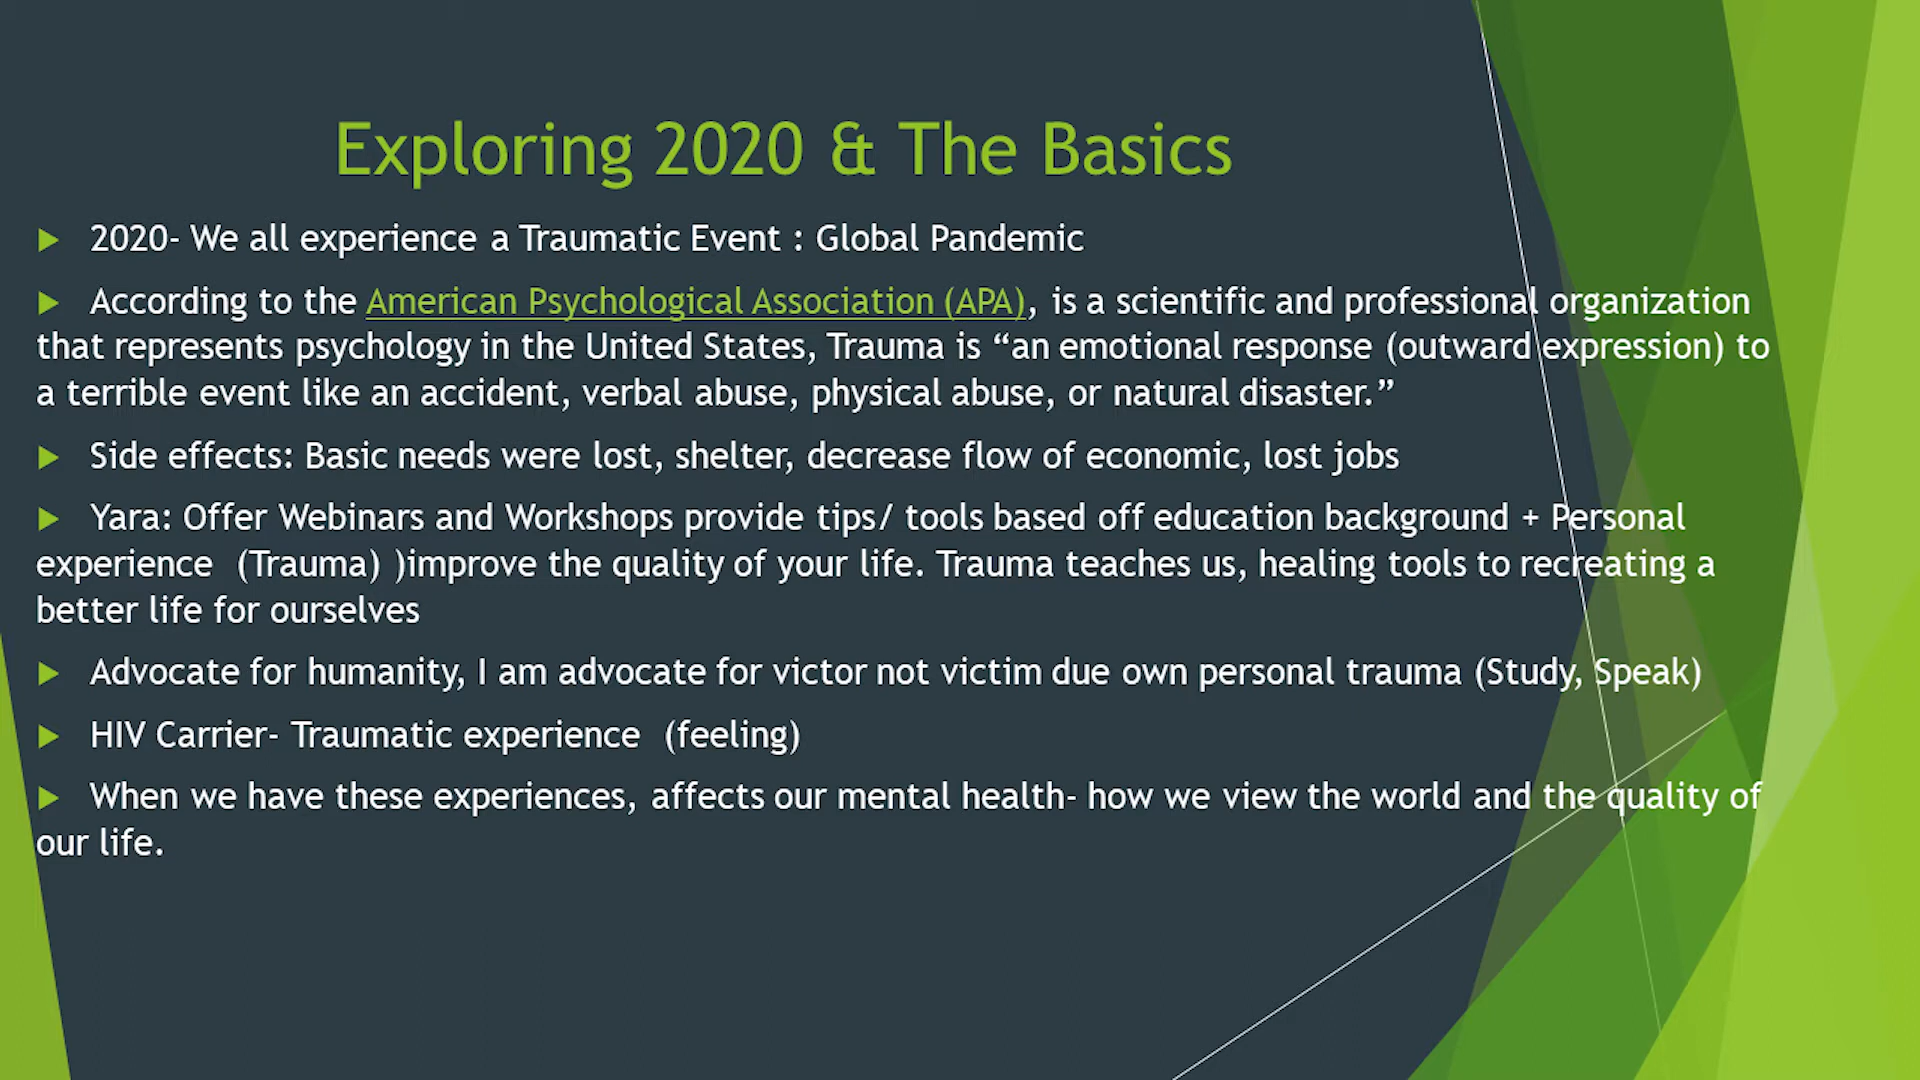 Exploring 2020 & The Basics
2020- We all experience a Traumatic Event : Global Pandemic
According to the American Psychological Association (APA), is a scientific and professional organization
that represents psychology in the United States, Trauma is “an emotional response (outward expression) to
a terrible event like an accident, verbal abuse, physical abuse, or natural disaster.”
Side effects: Basic needs were lost, shelter, decrease flow of economic, lost jobs
Yara: Offer Webinars and Workshops provide tips/ tools based off education background + Personal
experience  (Trauma) )improve the quality of your life. Trauma teaches us, healing tools to recreating a
better life for ourselves
Advocate for humanity, I am advocate for victor not victim due own personal trauma (Study, Speak)
HIV Carrier- Traumatic experience  (feeling)
When we have these experiences, affects our mental health- how we view the world and the quality of
our life.